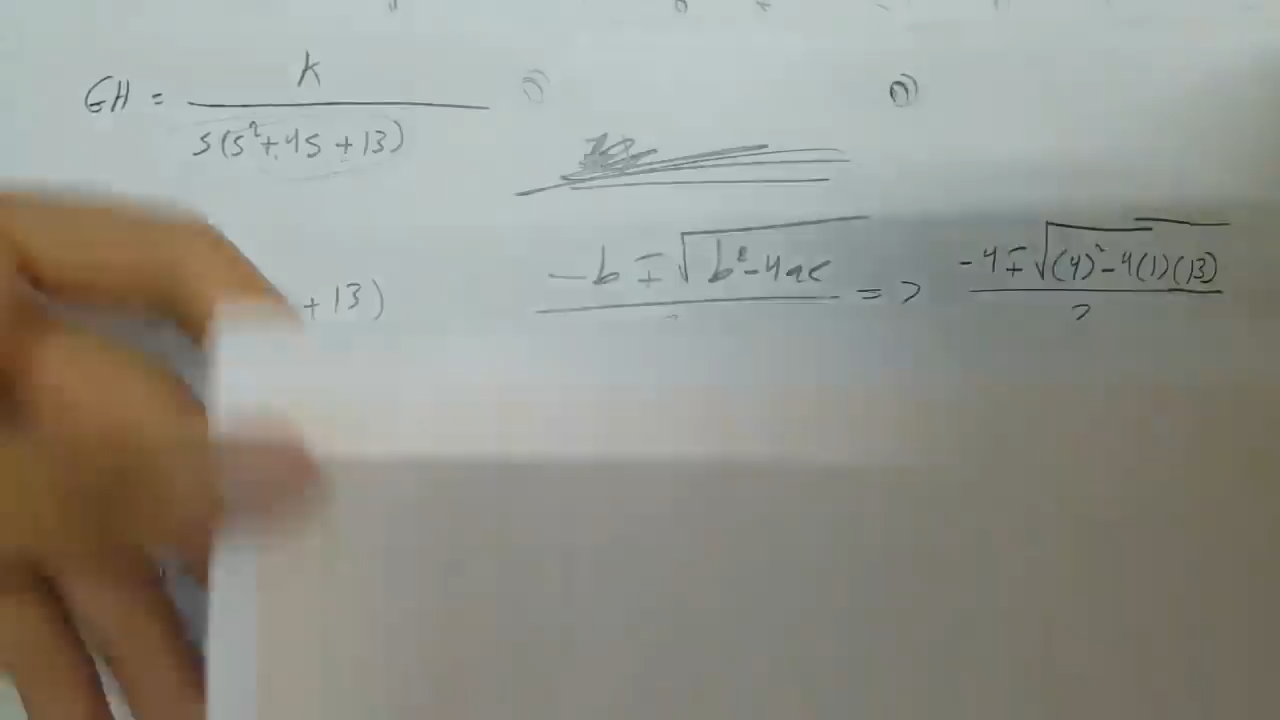 GH = K / s(s²+4s+13)
+13)
-b ∓ √b²-4ac => -4 ∓ √(4)²-4(1)(13) / 2